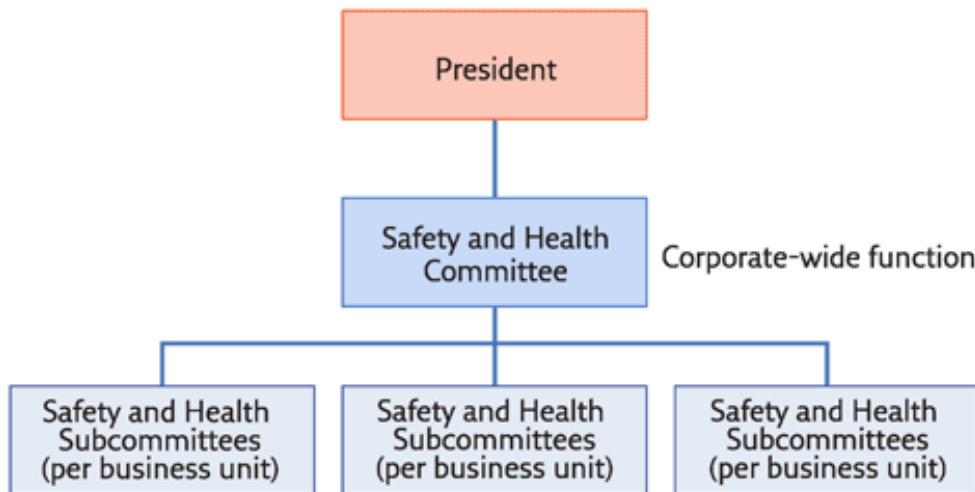 President
Safety and Health
Committee
Corporate-wide function
Safety and Health
Subcommittees
(per business unit)
Safety and Health
Subcommittees
(per business unit)
Safety and Health
Subcommittees
(per business unit)